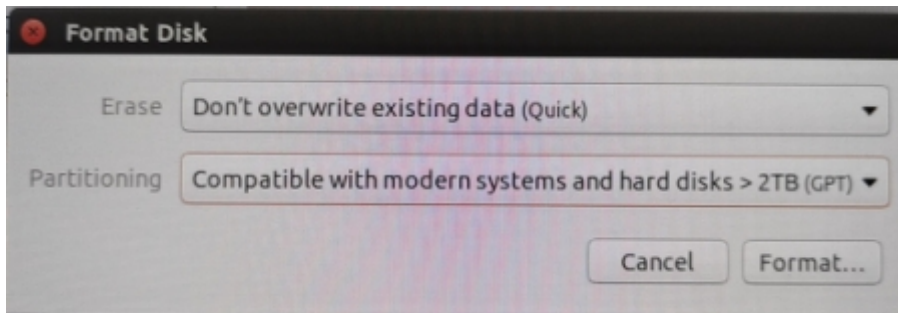 Format Disk
Erase Don't overwrite existing data (Quick)
Partitioning Compatible with modern systems and hard disks > 2TB (GPT)
Cancel Format...